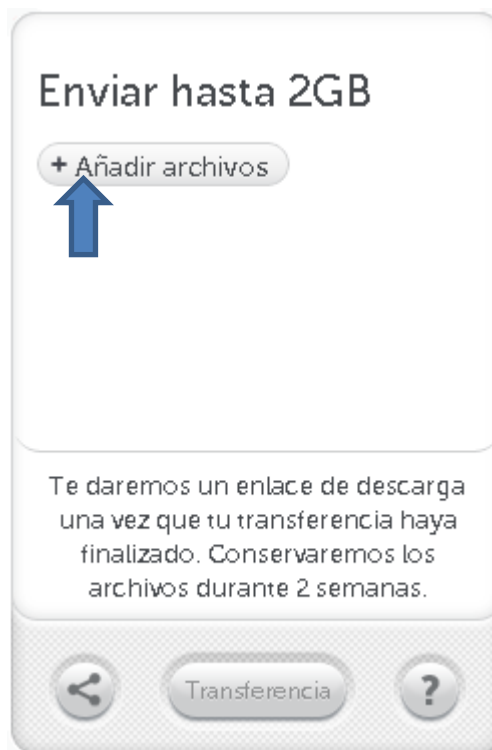 Enviar hasta 2GB
+ Añadir archivos
Te daremos un enlace de descarga
una vez que tu transferencia haya
finalizado. Conservaremos los
archivos durante 2 semanas.
Transferencia
?